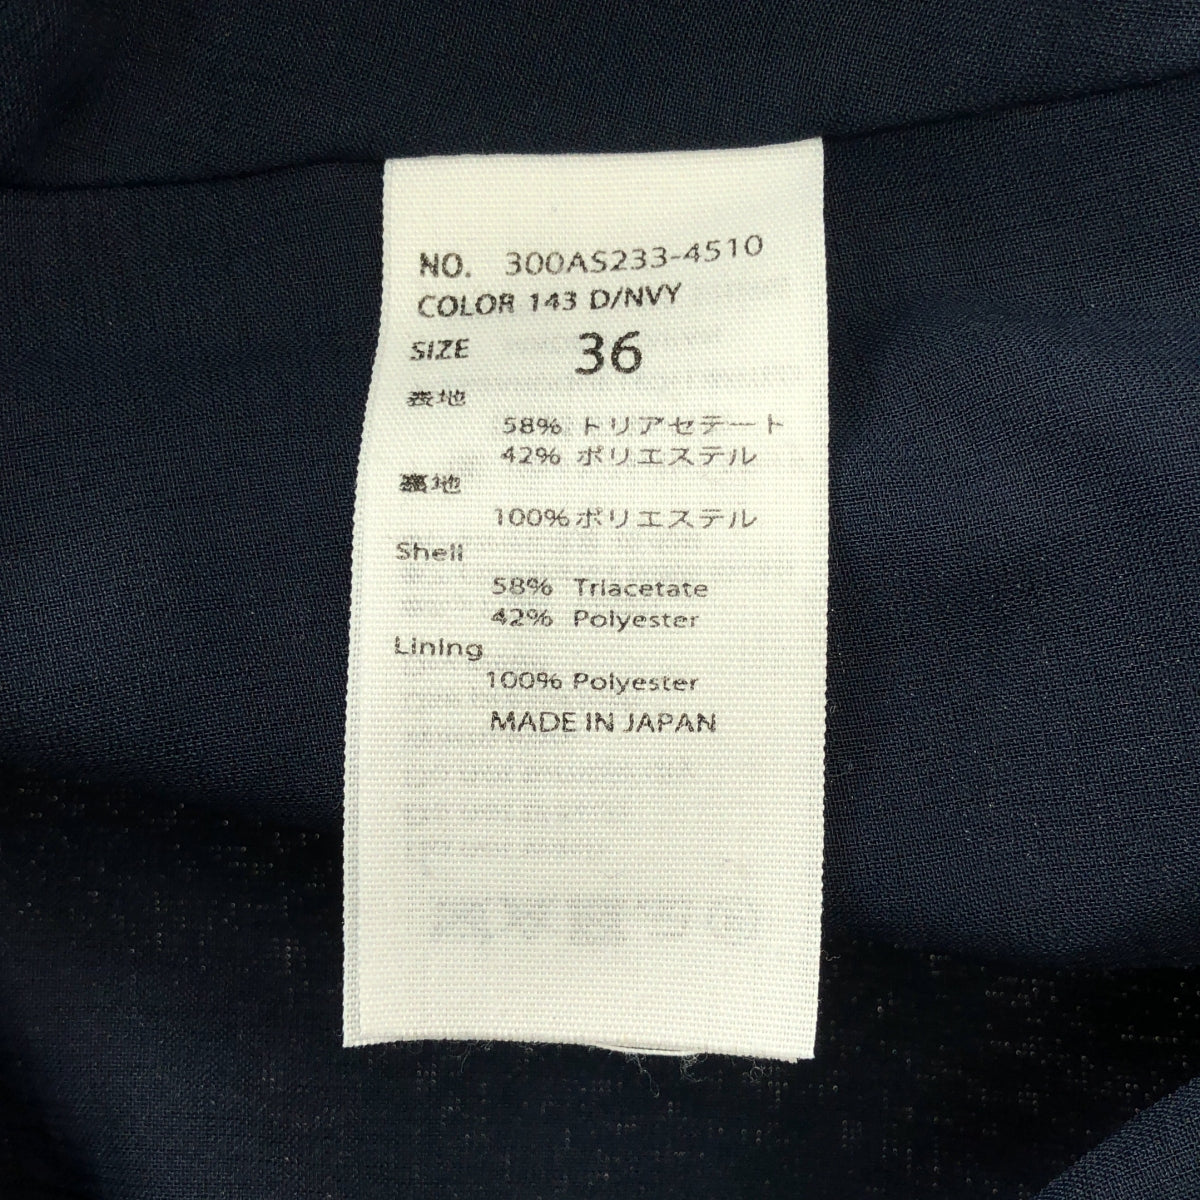 NO. 300AS233-4510
COLOR 143 D/NVY
SIZE 36
表地
58% トリアセテート
42% ポリエステル
裏地
100% ポリエステル
Shell
58% Triacetate
42% Polyester
Lining
100% Polyester
MADE IN JAPAN